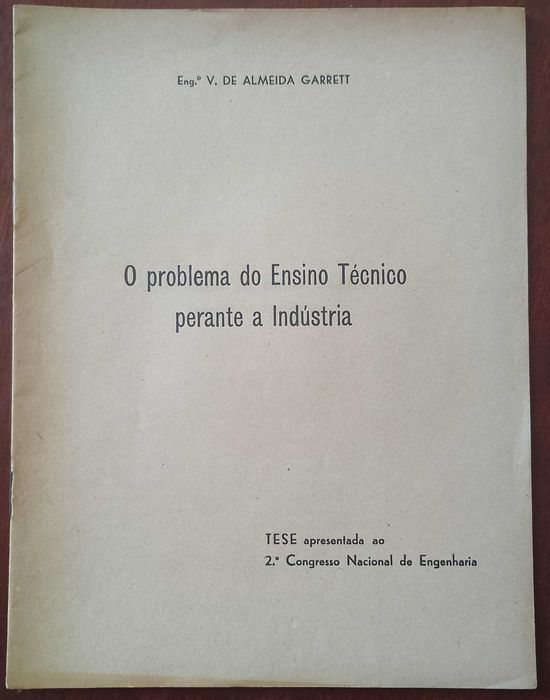 Eng.º V. DE ALMEIDA GARRETT
O problema do Ensino Técnico
perante a Indústria
TESE apresentada ao
2.º Congresso Nacional de Engenharia